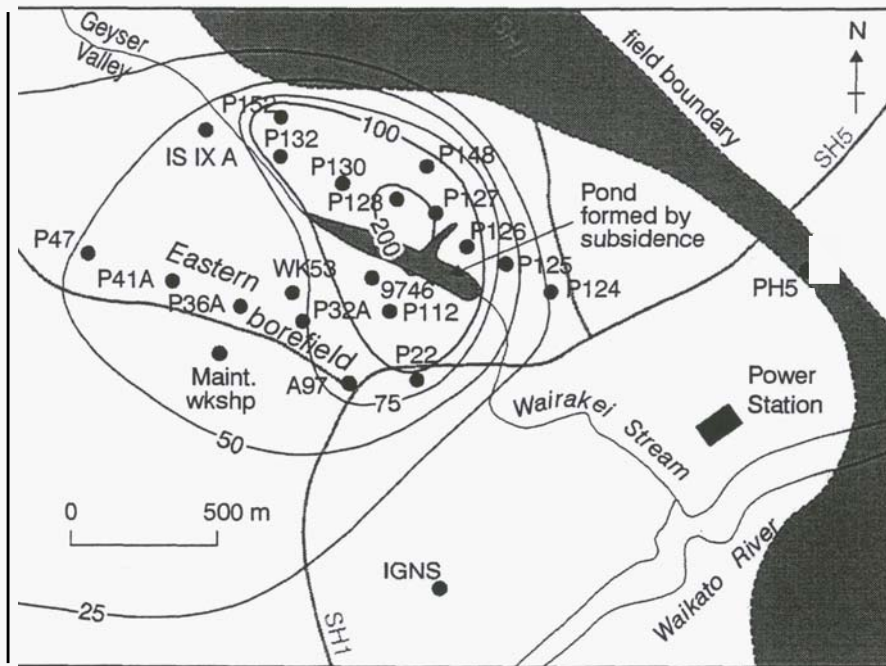 Geyser
Valley
SH1
field boundary
N
SH5
P152
P132
IS IX A
100
P148
P130
P128
P127
200
P126
Pond
formed by
subsidence
P47
P41A
Eastern
borefield
WK53
P36A
P32A
9746
P112
P125
P124
PH5
Maint.
wkshp
A97
P22
75
50
Wairakei
Stream
Power
Station
0
500 m
IGNS
25
SH1
Waikato River